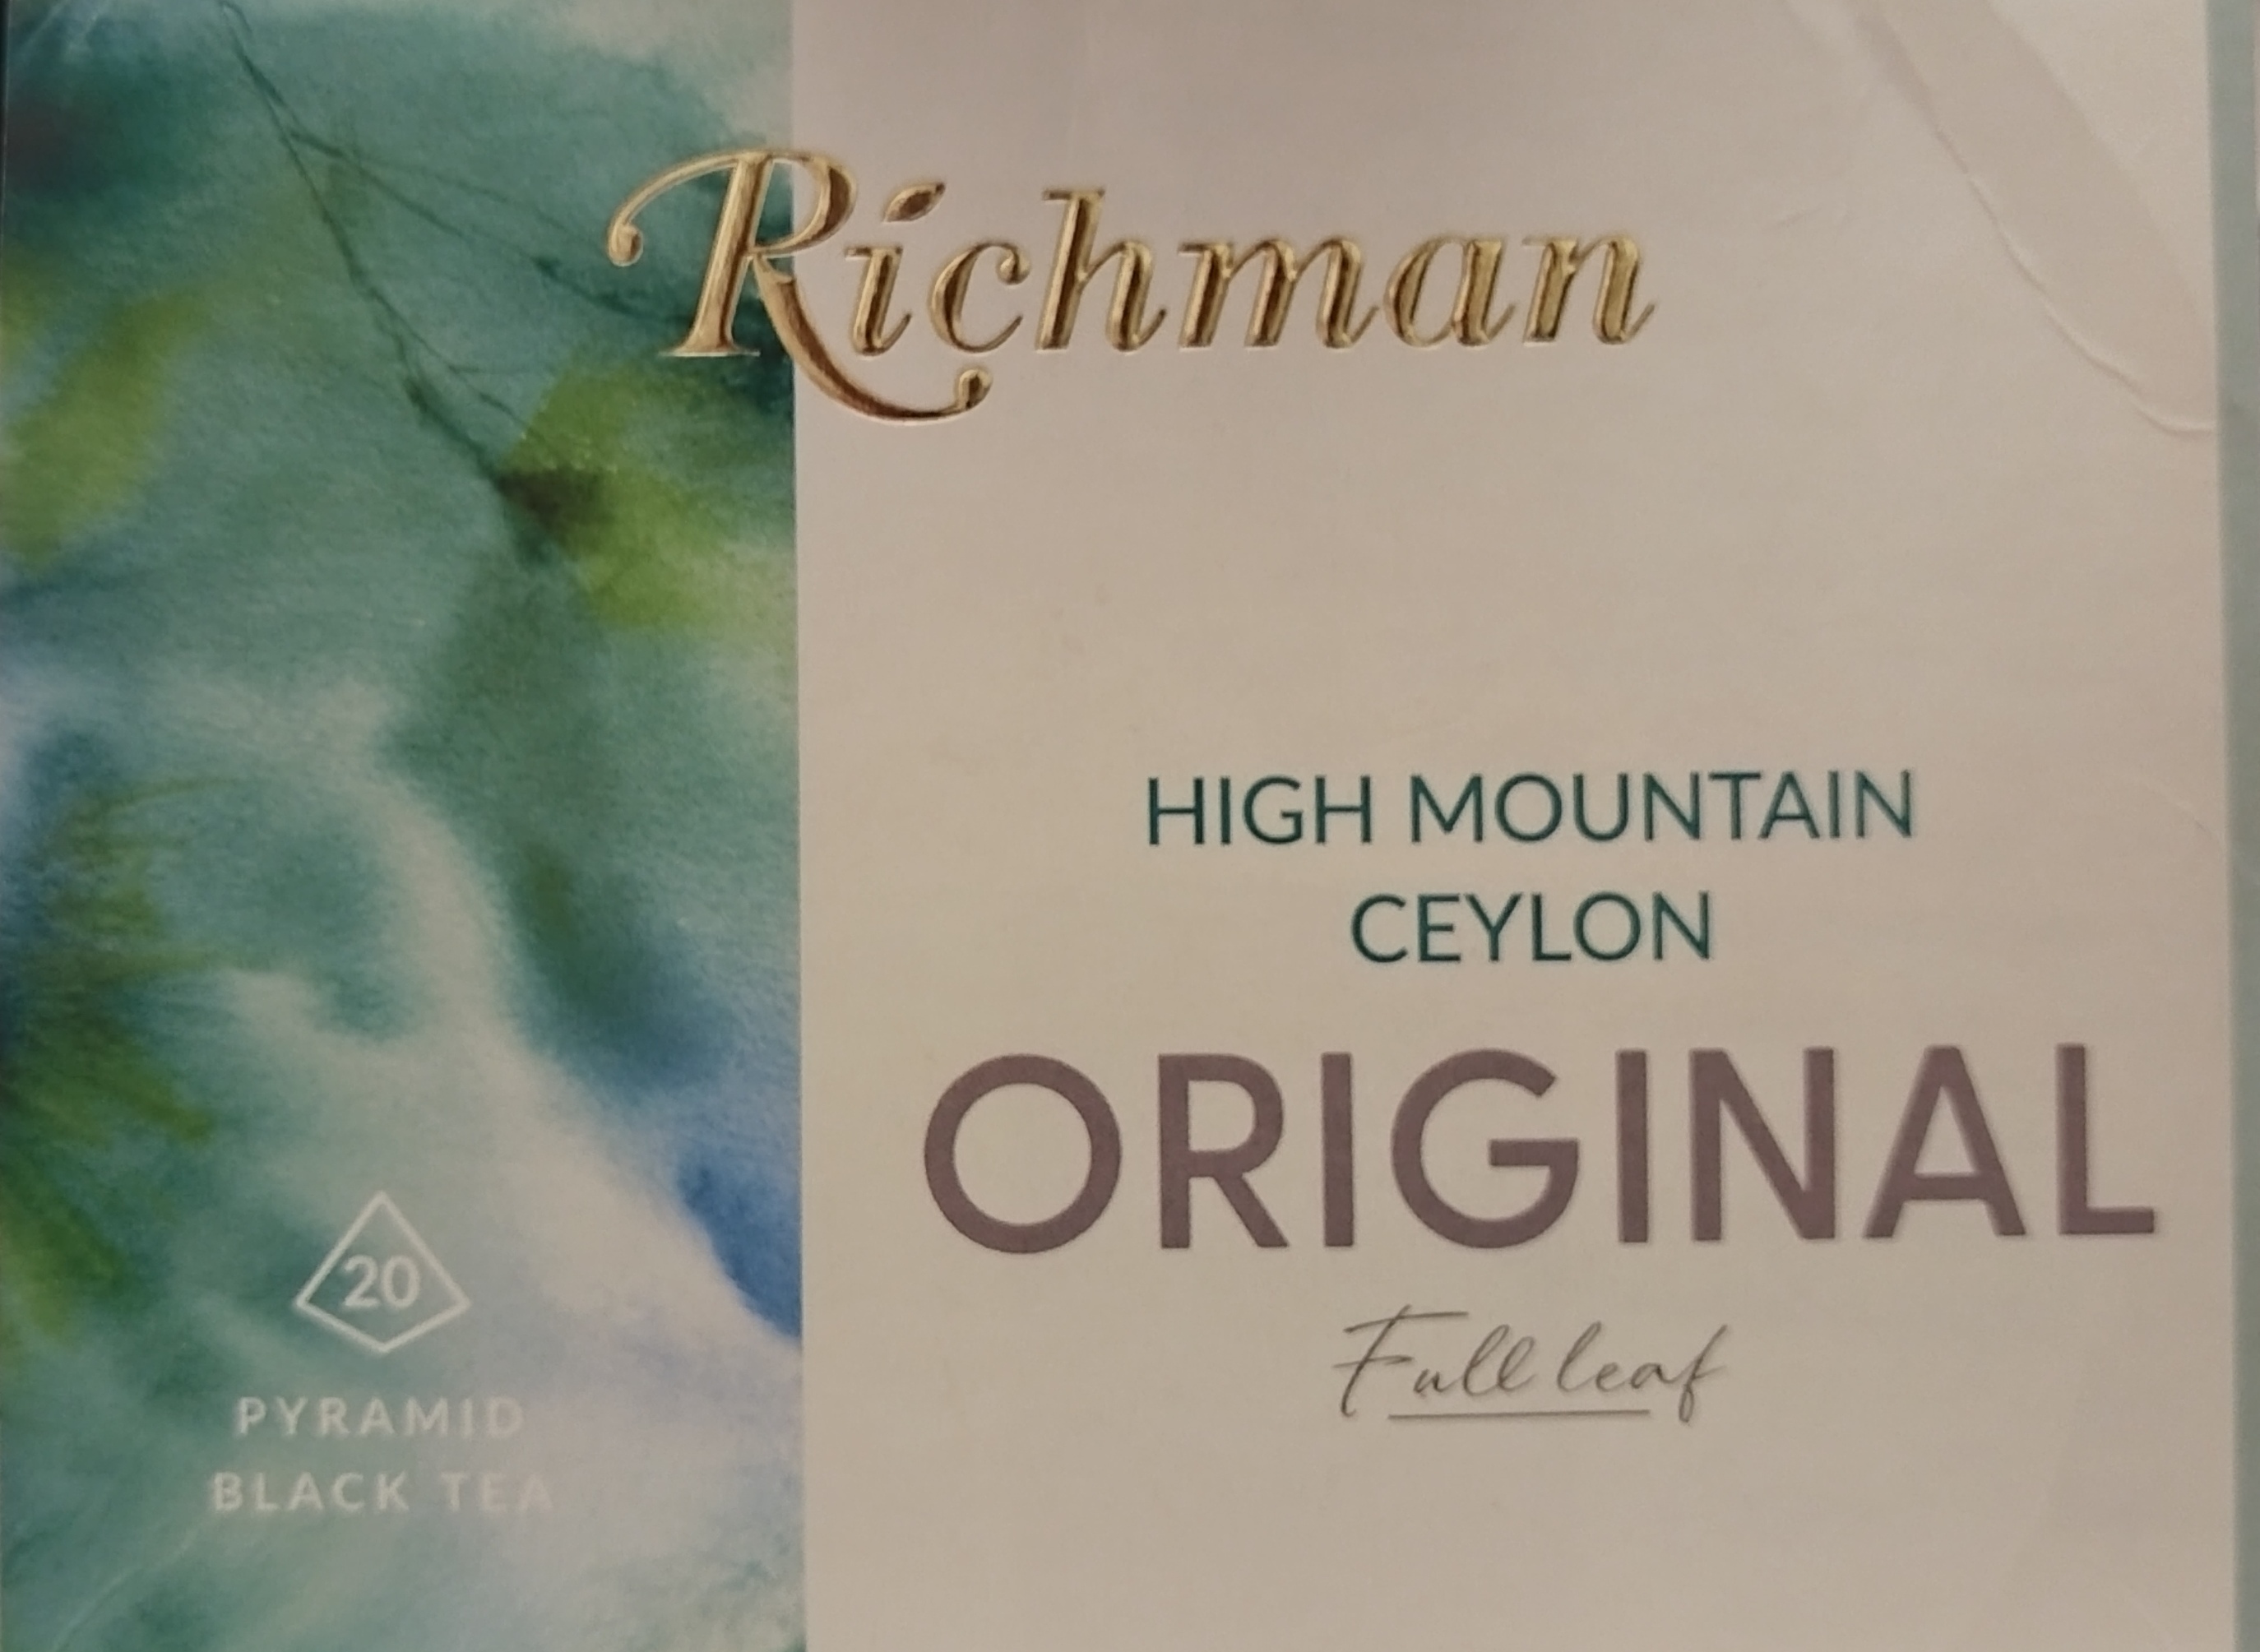 Richman
HIGH MOUNTAIN
CEYLON
ORIGINAL
Full leaf
20
PYRAMID
BLACK TEA